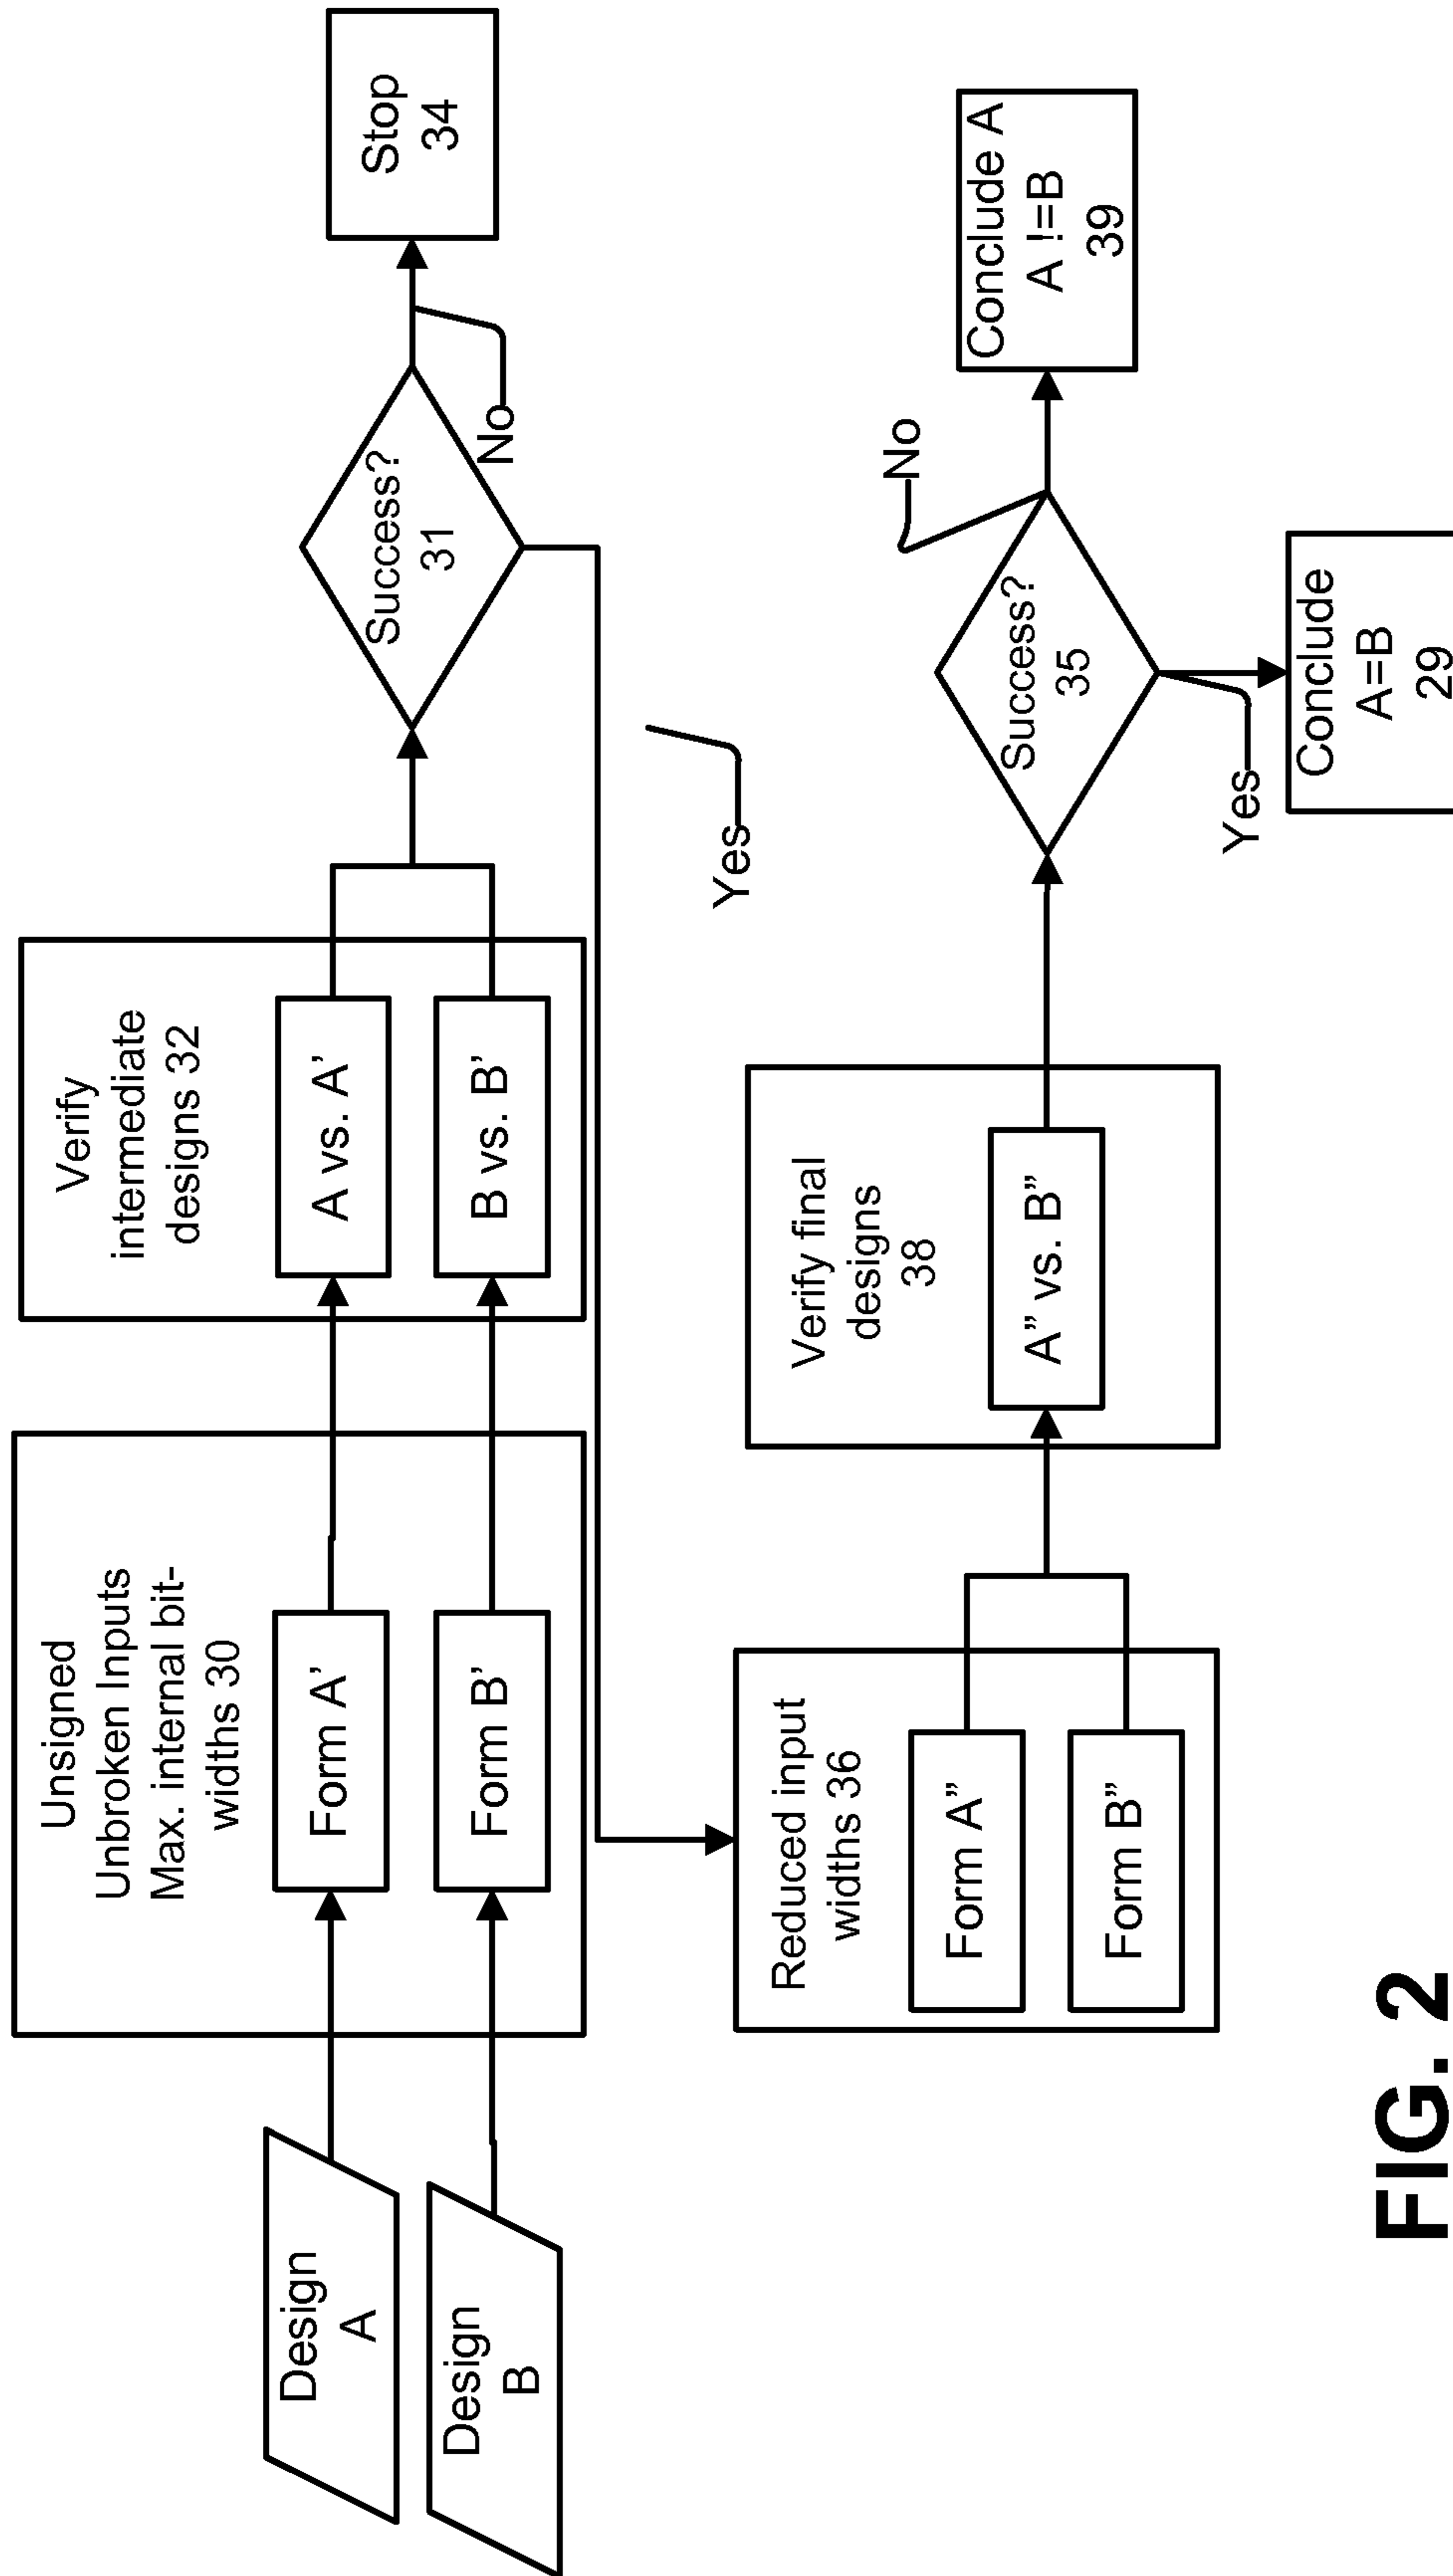 Design
A
Design
B
Unsigned
Unbroken Inputs
Max. internal bit-
widths 30
Form A’
Form B’
Verify
intermediate
designs 32
A vs. A’
B vs. B’
Success?
31
No
Stop
34
Yes
Reduced input
widths 36
Form A”
Form B”
Verify final
designs
38
A” vs. B”
Success?
35
No
Conclude A
A !=B
39
Yes
Conclude
A=B
29
FIG. 2